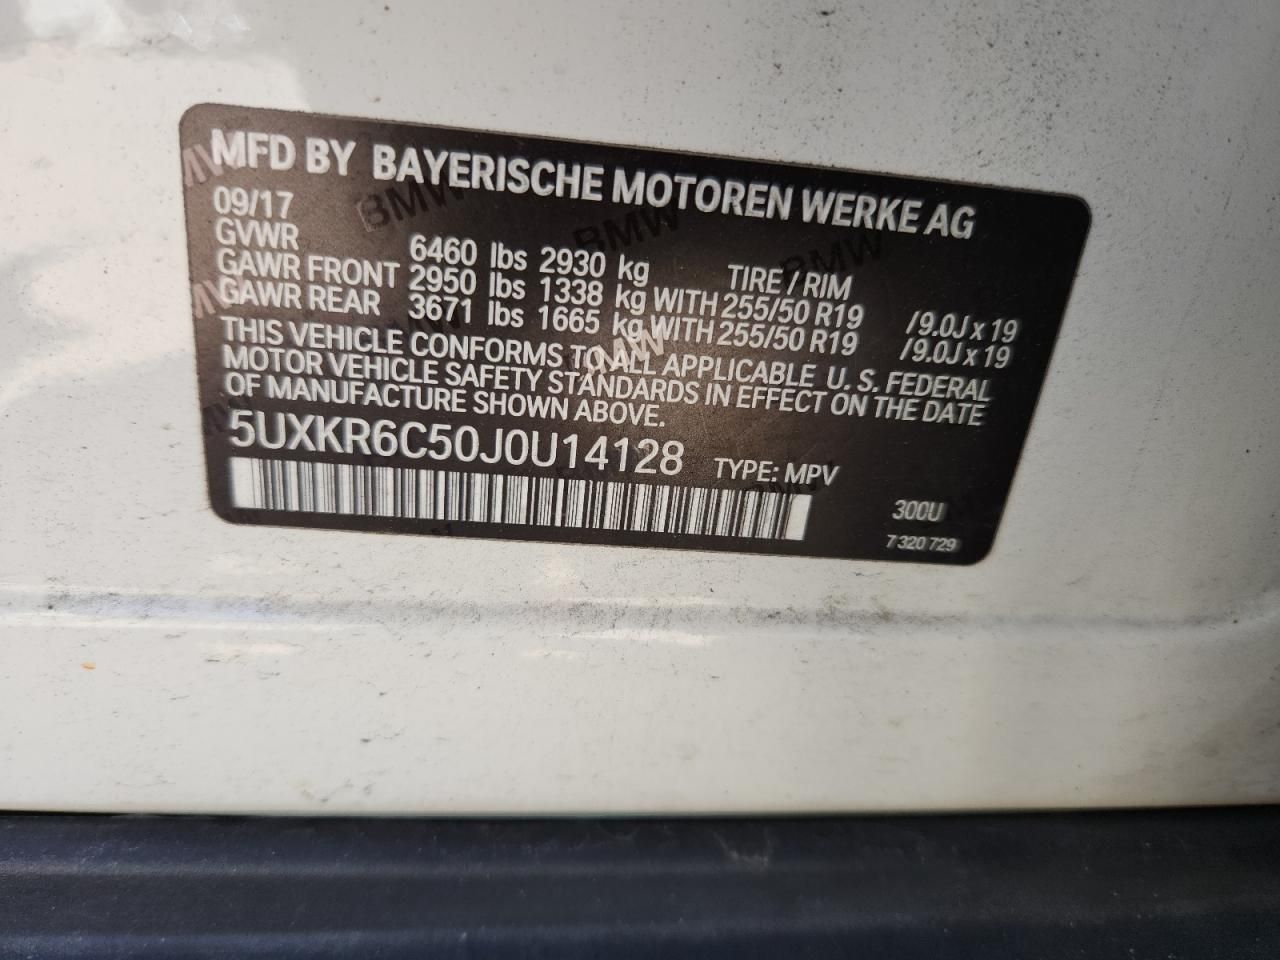 MFD BY BAYERISCHE MOTOREN WERKE AG
09/17
GVWR 6460 lbs 2930 kg TIRE / RIM
GAWR FRONT 2950 lbs 1338 kg WITH 255/50 R19 /9.0J x 19
GAWR REAR 3671 lbs 1665 kg WITH 255/50 R19 /9.0J x 19
THIS VEHICLE CONFORMS TO ALL APPLICABLE U. S. FEDERAL
MOTOR VEHICLE SAFETY STANDARDS IN EFFECT ON THE DATE
OF MANUFACTURE SHOWN ABOVE.
5UXKR6C50J0U14128 TYPE: MPV
300U
7 320 729